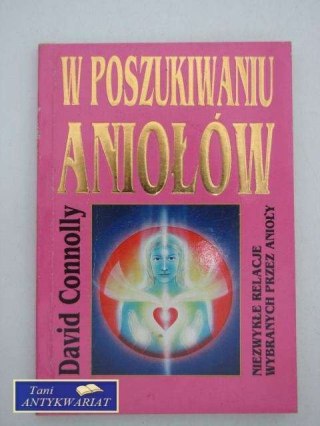 W POSZUKIWANIU
ANIOŁÓW
David Connolly
NIEZWYKŁE RELACJE
WYBRANYCH PRZEZ ANIOŁY
Tani
ANTYKWARIAT